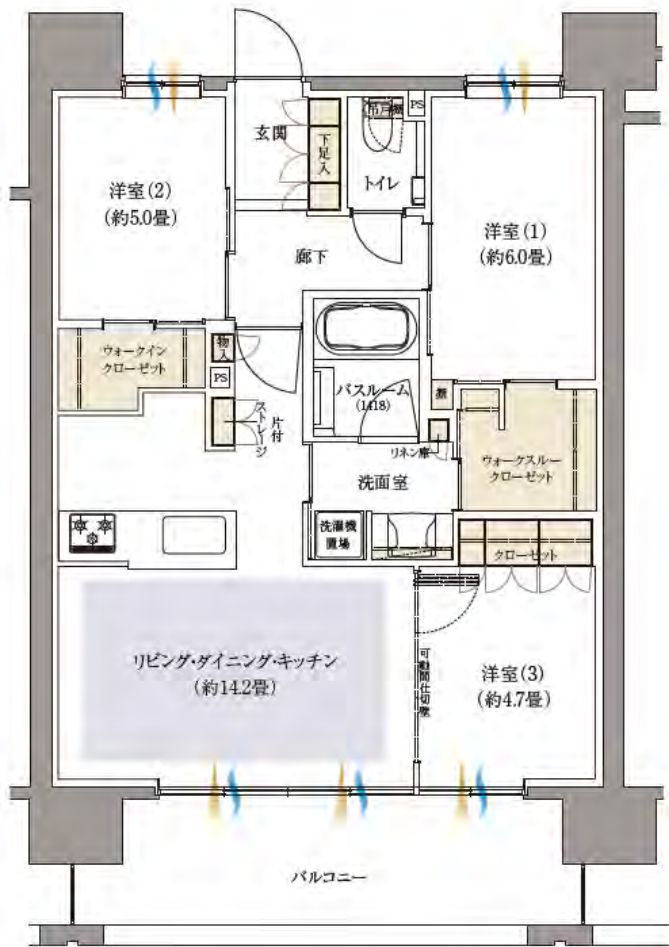 玄関
下足入
吊戸棚
PS
トイレ
洋室(2)
(約5.0畳)
洋室(1)
(約6.0畳)
廊下
ウォークイン
クローゼット
物入
PS
片付
ストレージ
バスルーム
(1418)
棚
リネン庫
ウォークスルー
クローゼット
洗面室
洗濯機
置場
クローゼット
リビング・ダイニング・キッチン
(約14.2畳)
可動間仕切壁
洋室(3)
(約4.7畳)
バルコニー